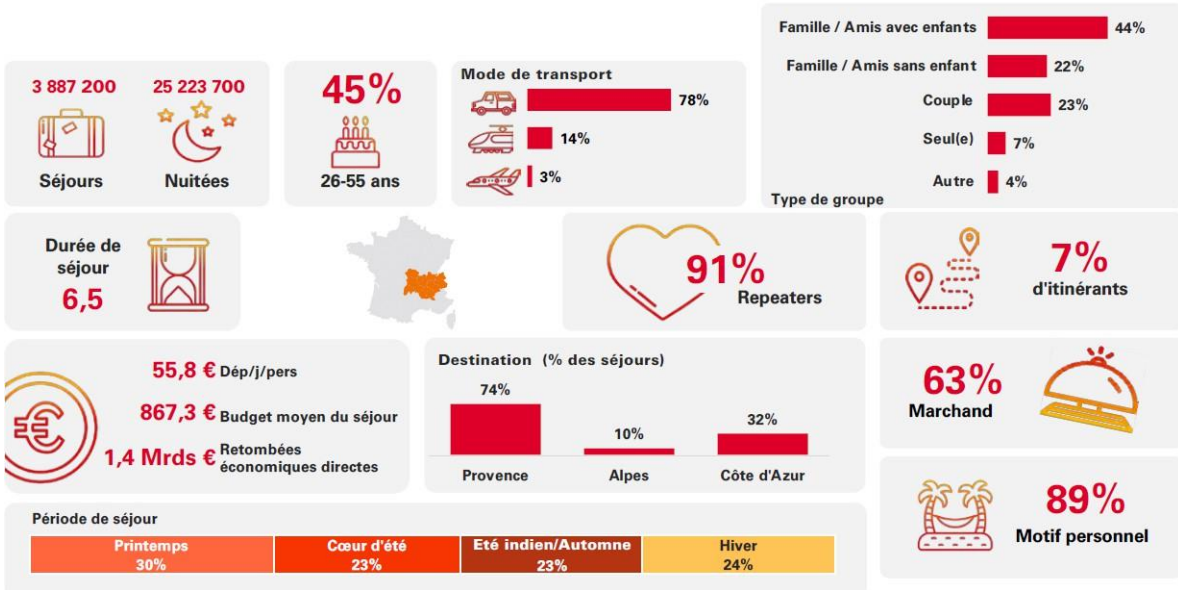 3 887 200
Séjours
25 223 700
Nuitées
45%
26-55 ans
Mode de transport
78%
14%
3%
Famille / Amis avec enfants
44%
Famille / Amis sans enfant
22%
Couple
23%
Seul(e)
7%
Autre
4%
Type de groupe
Durée de
séjour
6,5
91%
Repeaters
7%
d'itinérants
55,8 € Dép/j/pers
867,3 € Budget moyen du séjour
1,4 Mrds € Retombées
économiques directes
Destination (% des séjours)
74%
10%
32%
Provence
Alpes
Côte d'Azur
63%
Marchand
89%
Motif personnel
Période de séjour
Printemps
30%
Cœur d'été
23%
Eté indien/Automne
23%
Hiver
24%